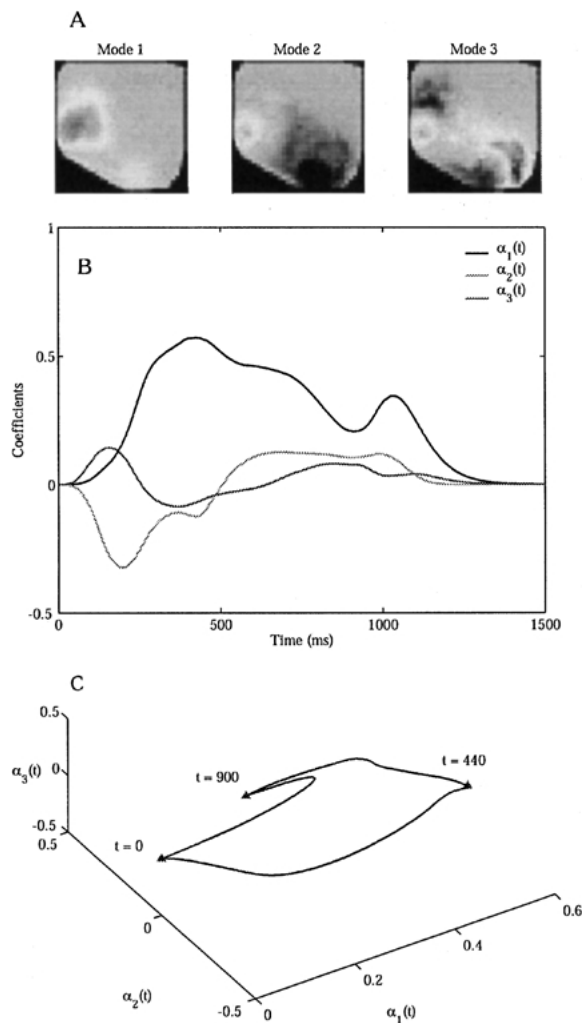 A
Mode 1 Mode 2 Mode 3
B
1
0.5
0
-0.5
Coefficients
α₁(t)
α₂(t)
α₃(t)
0 500 1000 1500
Time (ms)
C
0.5
0
-0.5
α₃(t)
0.5
0
-0.5
α₂(t)
t = 900
t = 440
t = 0
0
0.2
0.4
0.6
α₁(t)